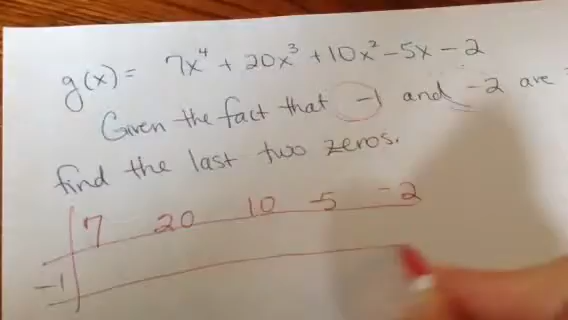 g(x) = 7x⁴ + 20x³ + 10x² - 5x - 2
Given the fact that -1 and -2 are
find the last two zeros.
7 20 10 -5 -2
-1